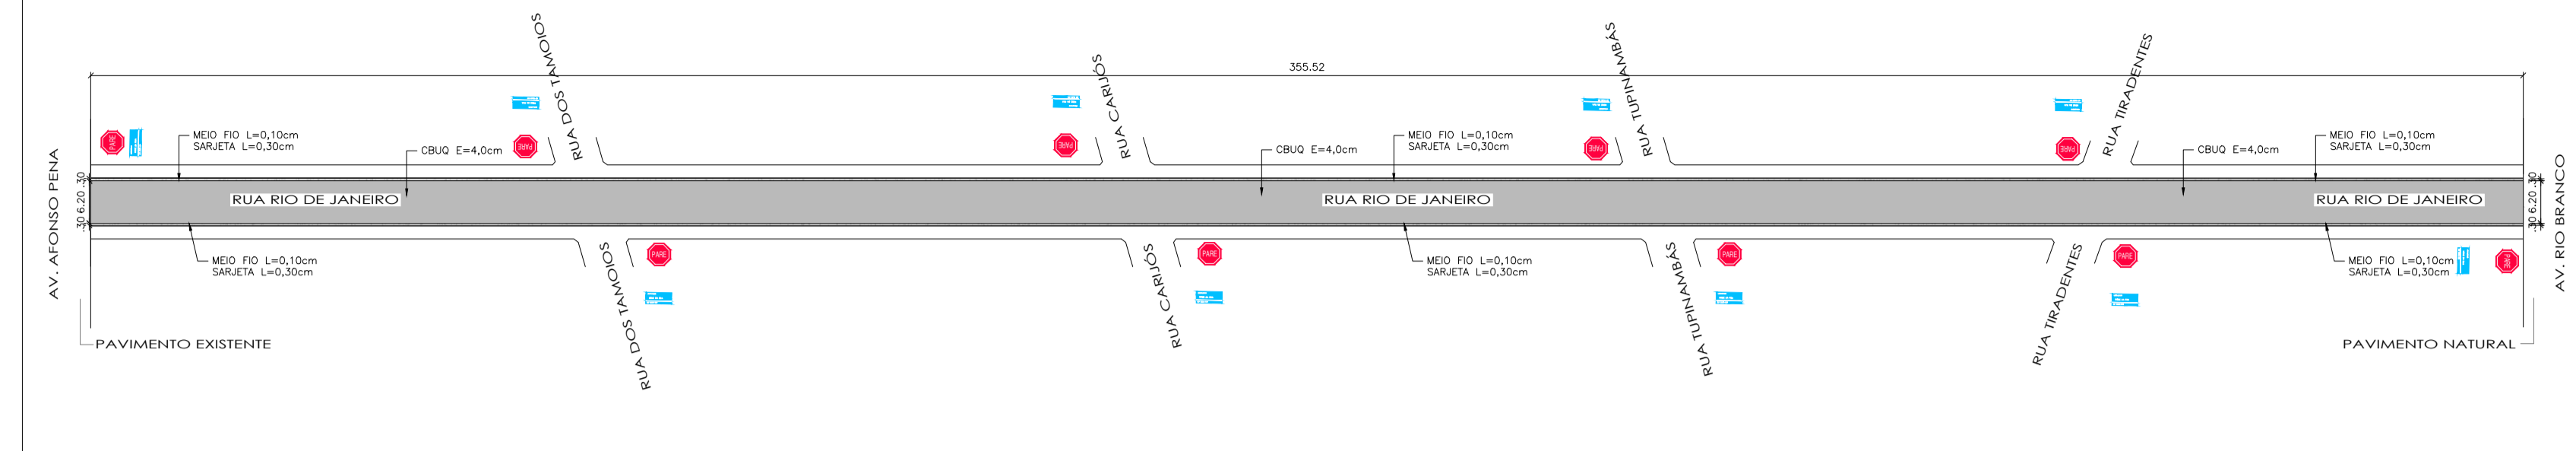 355.52
RUA DOS TAMOIOS
RUA CARIJÓS
RUA TUPINAMBÁS
RUA TIRADENTES
PARE
MEIO FIO L=0,10cm
SARJETA L=0,30cm
CBUQ E=4,0cm
PARE
PARE
CBUQ E=4,0cm
MEIO FIO L=0,10cm
SARJETA L=0,30cm
PARE
PARE
CBUQ E=4,0cm
MEIO FIO L=0,10cm
SARJETA L=0,30cm
AV. AFONSO PENA
.30
6.20
.30
RUA RIO DE JANEIRO
RUA RIO DE JANEIRO
RUA RIO DE JANEIRO
.30
6.20
.30
AV. RIO BRANCO
MEIO FIO L=0,10cm
SARJETA L=0,30cm
RUA DOS TAMOIOS
PARE
RUA CARIJÓS
PARE
MEIO FIO L=0,10cm
SARJETA L=0,30cm
RUA TUPINAMBÁS
PARE
RUA TIRADENTES
PARE
MEIO FIO L=0,10cm
SARJETA L=0,30cm
PARE
PAVIMENTO EXISTENTE
PAVIMENTO NATURAL